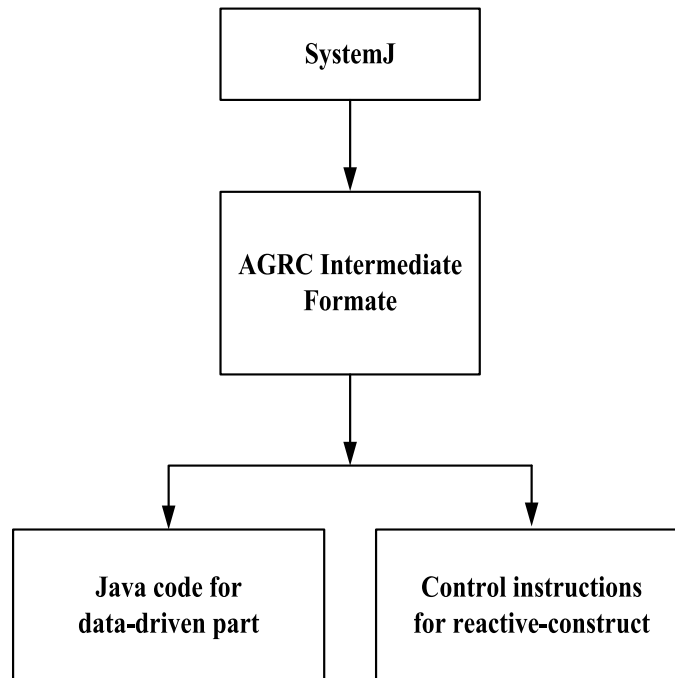 SystemJ
AGRC Intermediate
Formate
Java code for
data-driven part
Control instructions
for reactive-construct